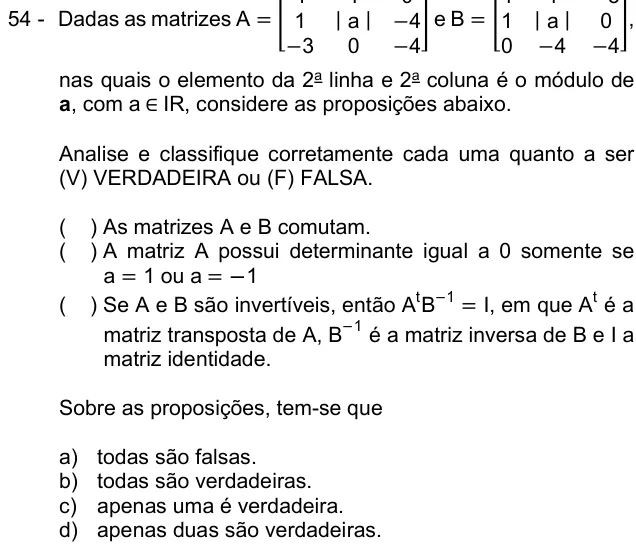 54 - Dadas as matrizes A = [ 1 | a | −4 ] e B = [ 1 | a | 0 ],
−3 0 −4 0 −4 −4
nas quais o elemento da 2ª linha e 2ª coluna é o módulo de
a, com a ∈ IR, considere as proposições abaixo.
Analise e classifique corretamente cada uma quanto a ser
(V) VERDADEIRA ou (F) FALSA.
( ) As matrizes A e B comutam.
( ) A matriz A possui determinante igual a 0 somente se
a = 1 ou a = −1
( ) Se A e B são invertíveis, então AᵗB⁻¹ = I, em que Aᵗ é a
matriz transposta de A, B⁻¹ é a matriz inversa de B e I a
matriz identidade.
Sobre as proposições, tem-se que
a) todas são falsas.
b) todas são verdadeiras.
c) apenas uma é verdadeira.
d) apenas duas são verdadeiras.